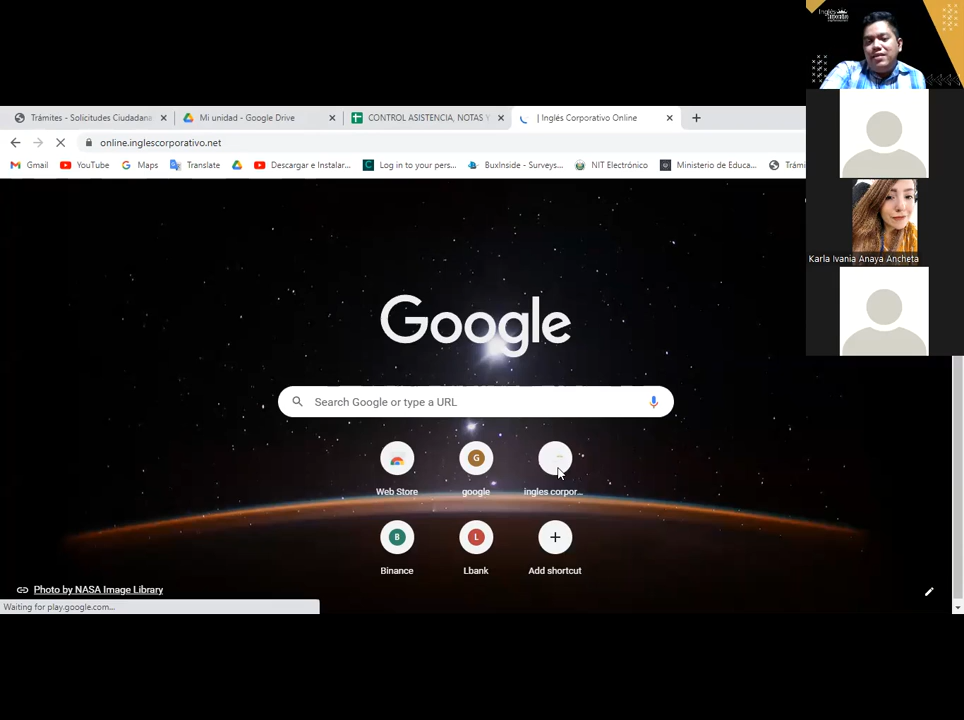 Inglés
Corporativo
Trámites - Solicitudes Ciudadana
Mi unidad - Google Drive
CONTROL ASISTENCIA, NOTAS Y
| Inglés Corporativo Online
online.inglescorporativo.net
Gmail
YouTube
Maps
Translate
Descargar e Instalar...
Log in to your pers...
BuxInside - Surveys...
NIT Electrónico
Ministerio de Educa...
Trámi
Karla Ivania Anaya Ancheta
Google
Search Google or type a URL
Web Store
G
google
ingles corpor...
B
Binance
L
Lbank
Add shortcut
Photo by NASA Image Library
Waiting for play.google.com...